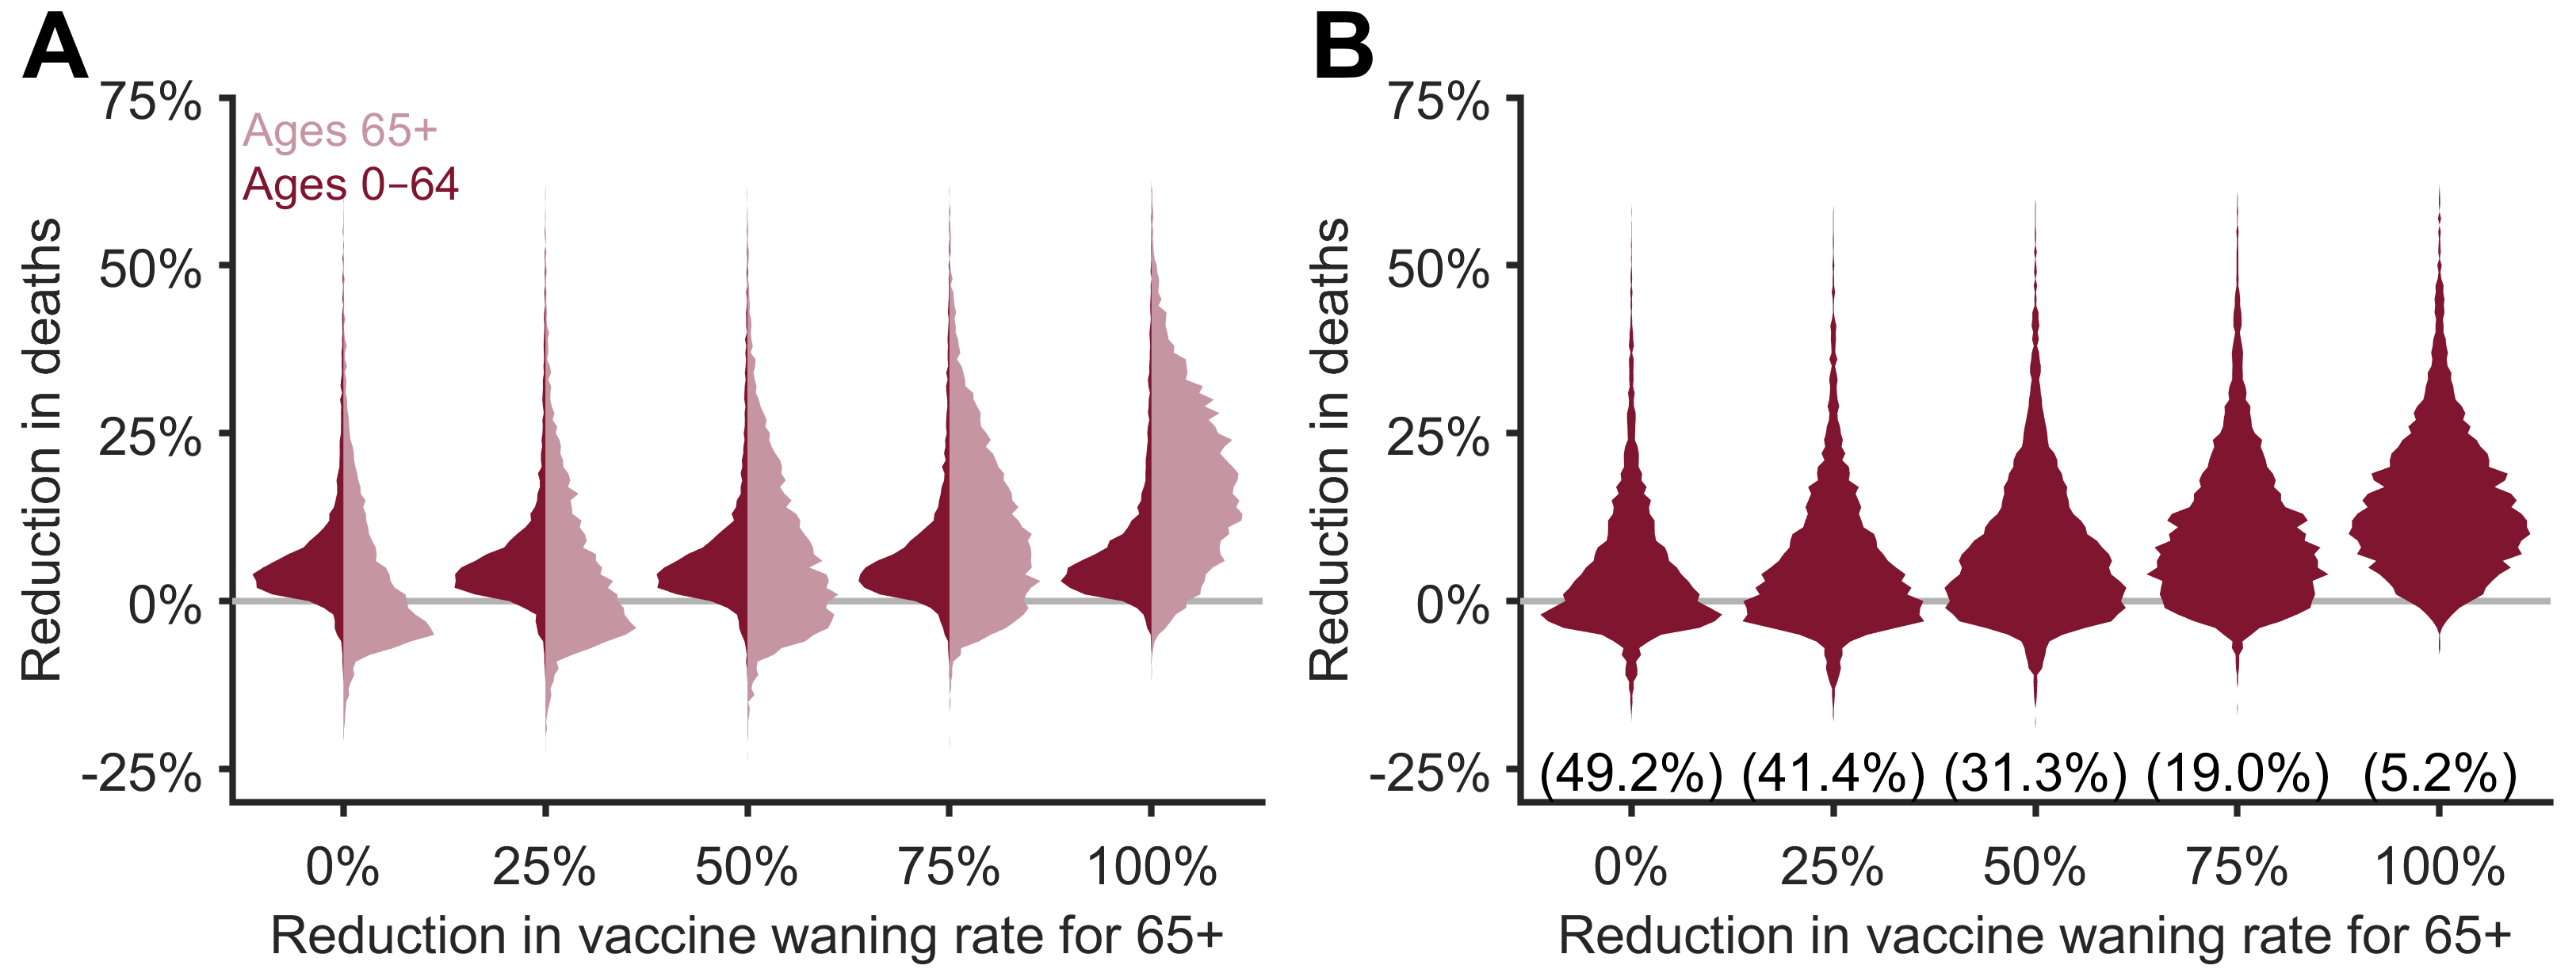 A
75%
50%
25%
0%
-25%
Reduction in deaths
Ages 65+
Ages 0–64
0% 25% 50% 75% 100%
Reduction in vaccine waning rate for 65+
B
75%
50%
25%
0%
-25%
Reduction in deaths
(49.2%) (41.4%) (31.3%) (19.0%) (5.2%)
0% 25% 50% 75% 100%
Reduction in vaccine waning rate for 65+